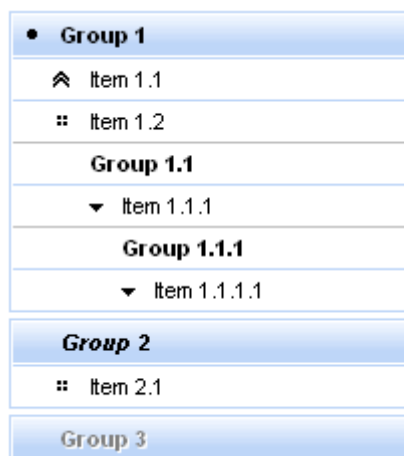 Group 1
Item 1.1
Item 1.2
Group 1.1
Item 1.1.1
Group 1.1.1
Item 1.1.1.1
Group 2
Item 2.1
Group 3